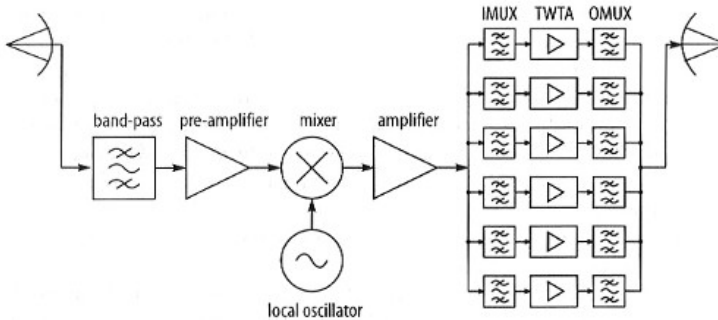 IMUX TWTA OMUX
band-pass pre-amplifier mixer amplifier
local oscillator